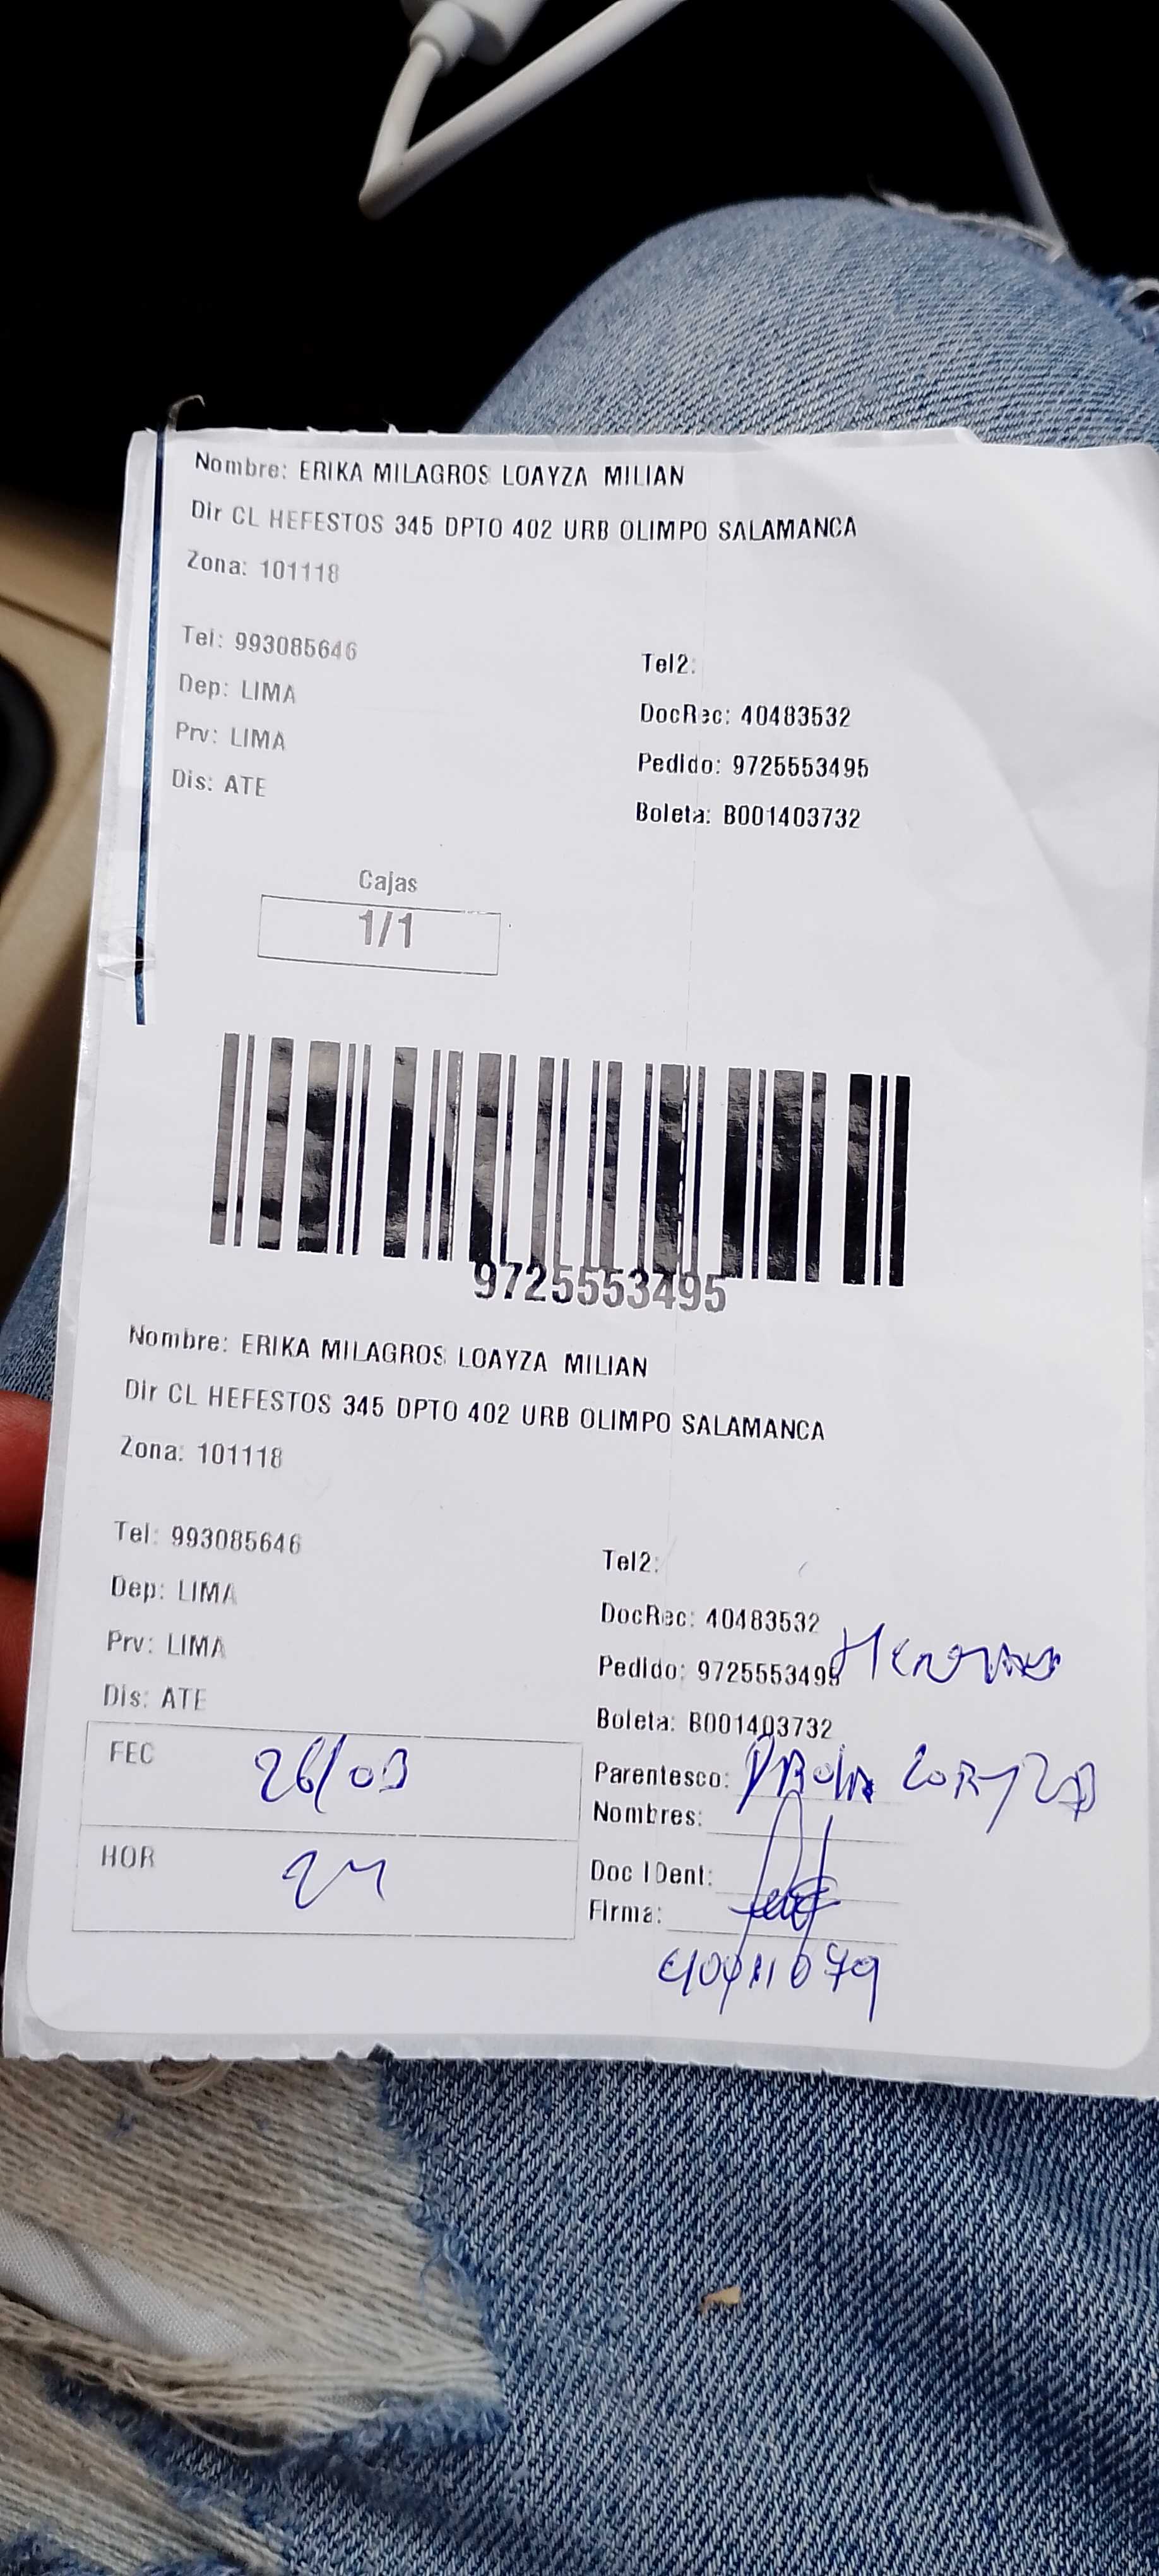 Nombre: ERIKA MILAGROS LOAYZA MILIAN
Dir CL HEFESTOS 345 DPTO 402 URB OLIMPO SALAMANCA
Zona: 101118
Tel: 993085646
Tel2:
Dep: LIMA
DocRec: 40483532
Prv: LIMA
Pedido: 9725553495
Dis: ATE
Boleta: B001403732
Cajas
1/1
9725553495
Nombre: ERIKA MILAGROS LOAYZA MILIAN
Dir CL HEFESTOS 345 DPTO 402 URB OLIMPO SALAMANCA
Zona: 101118
Tel: 993085646
Tel2:
Dep: LIMA
DocRec: 40483532
Prv: LIMA
Pedido: 9725553495
Dis: ATE
Boleta: B001403732
FEC 26/03
Parentesco:
Nombres:
HOR
Doc IDent:
Firma: